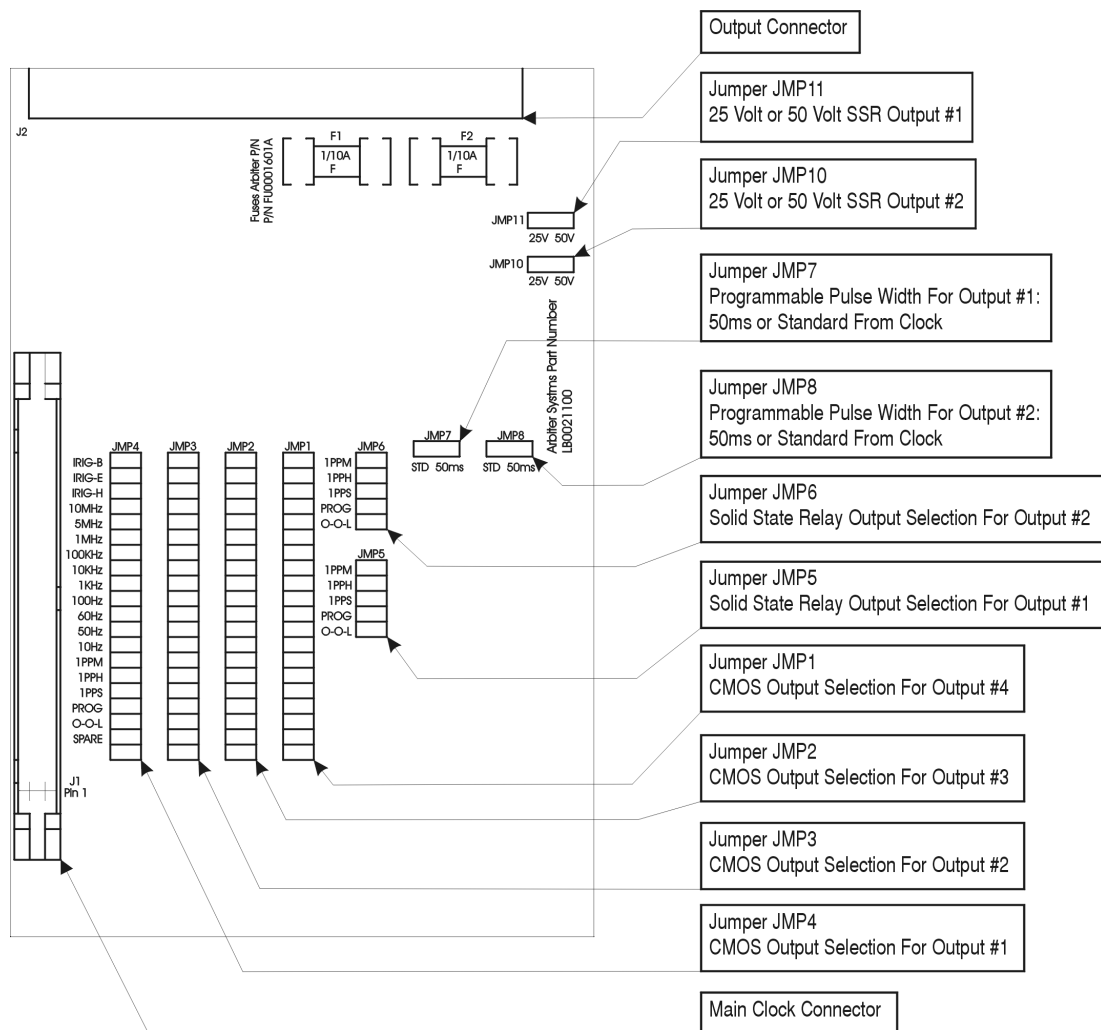 Output Connector
Jumper JMP11
25 Volt or 50 Volt SSR Output #1
Jumper JMP10
25 Volt or 50 Volt SSR Output #2
Jumper JMP7
Programmable Pulse Width For Output #1:
50ms or Standard From Clock
Jumper JMP8
Programmable Pulse Width For Output #2:
50ms or Standard From Clock
Jumper JMP6
Solid State Relay Output Selection For Output #2
Jumper JMP5
Solid State Relay Output Selection For Output #1
Jumper JMP1
CMOS Output Selection For Output #4
Jumper JMP2
CMOS Output Selection For Output #3
Jumper JMP3
CMOS Output Selection For Output #2
Jumper JMP4
CMOS Output Selection For Output #1
Main Clock Connector
J2
Fuses Arbiter P/N
P/N FU0001601A
F1
1/10A
F
F2
1/10A
F
JMP11
25V 50V
JMP10
25V 50V
Arbiter Systms Part Number
LB0021100
JMP7
STD 50ms
JMP8
STD 50ms
JMP4
JMP3
JMP2
JMP1
IRIG-B
IRIG-E
IRIG-H
10MHz
5MHz
1MHz
100KHz
10KHz
1KHz
100Hz
60Hz
50Hz
10Hz
1PPM
1PPH
1PPS
PROG
O-O-L
SPARE
JMP6
1PPM
1PPH
1PPS
PROG
O-O-L
JMP5
1PPM
1PPH
1PPS
PROG
O-O-L
J1
Pin 1